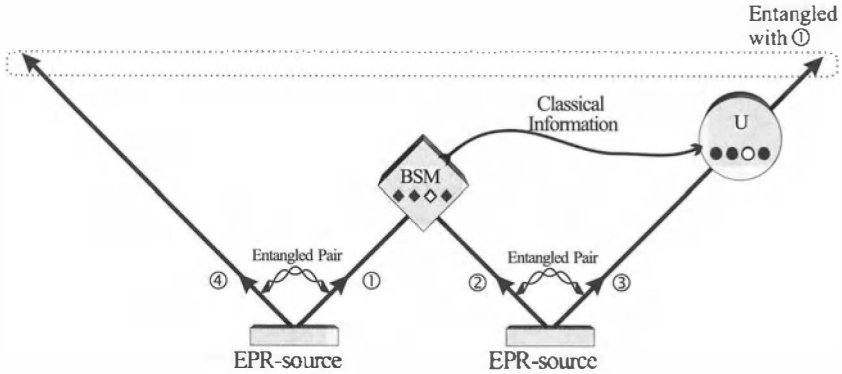 Entangled
with ①
Classical
Information
U
BSM
Entangled Pair
Entangled Pair
④
①
②
③
EPR-source
EPR-source